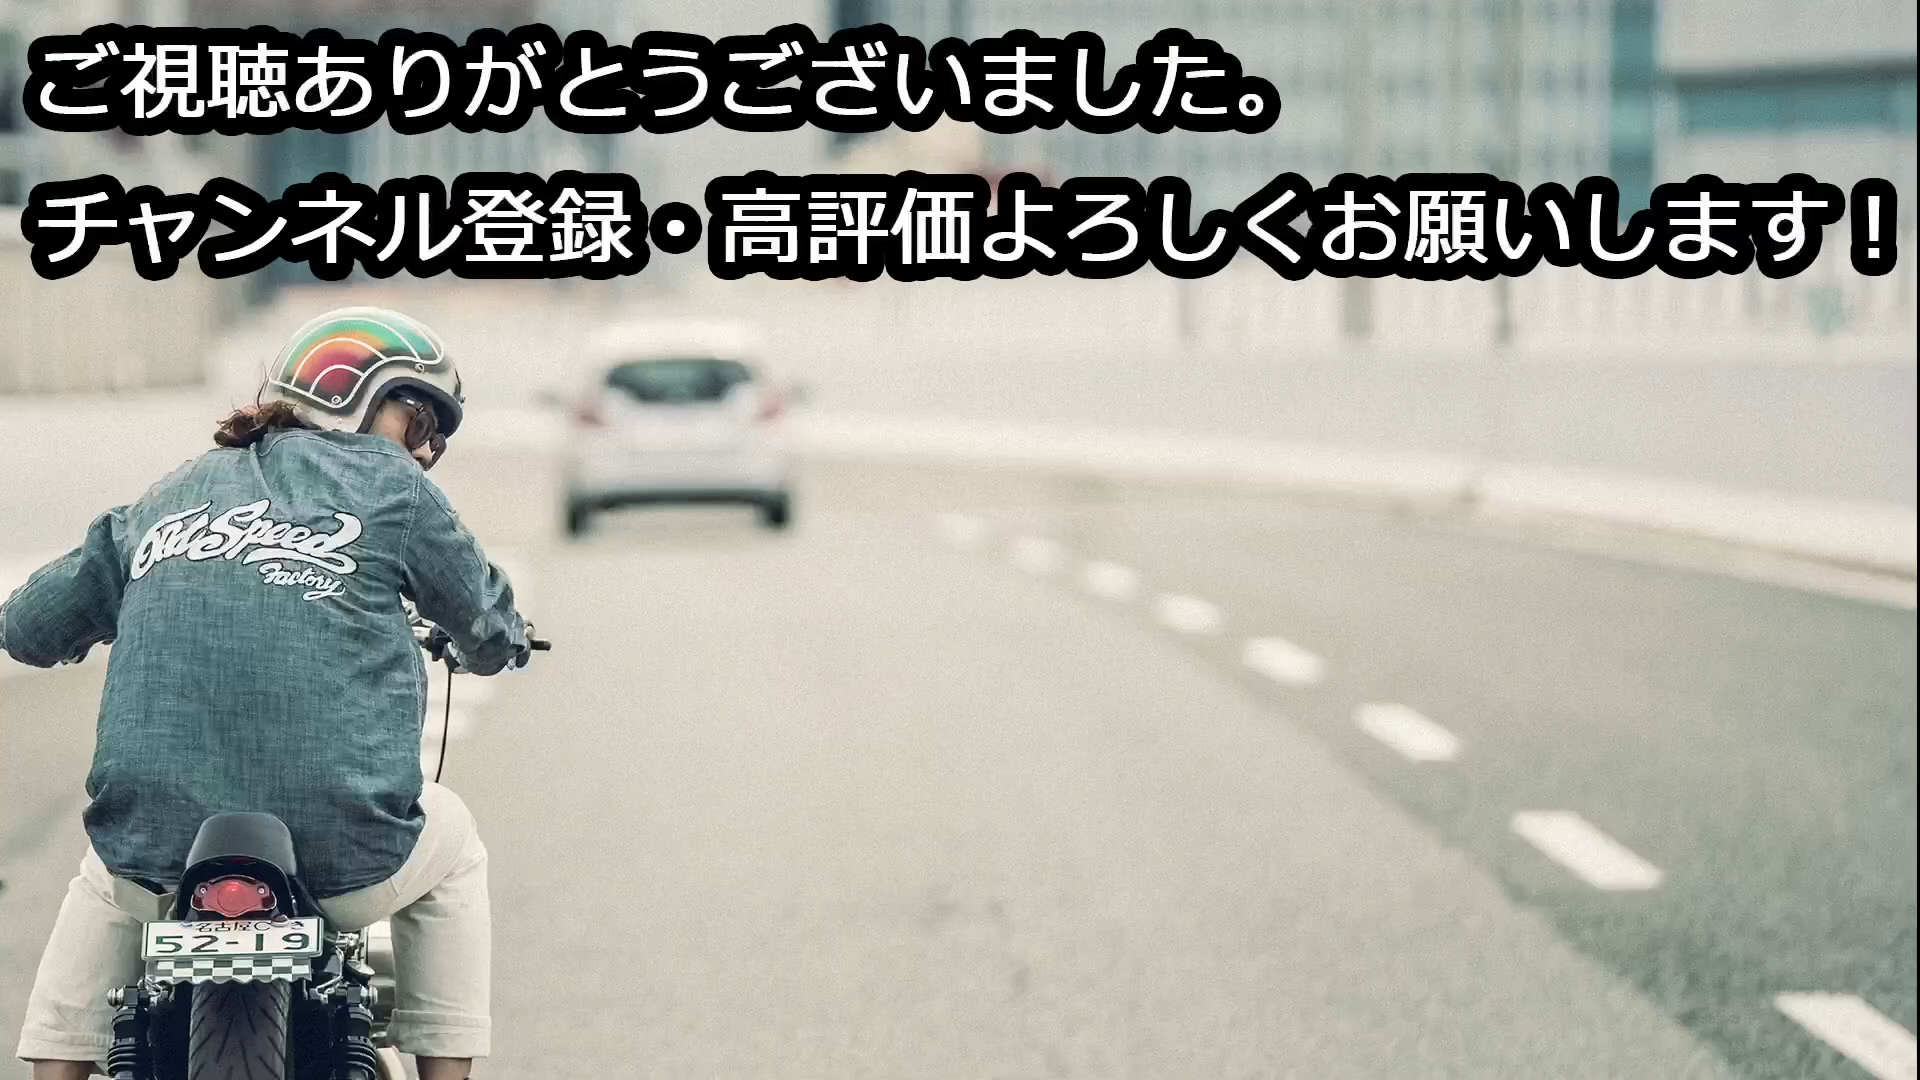 ご視聴ありがとうございました。
チャンネル登録・高評価よろしくお願いします！
Old Speed
Factory
名古屋C
52-19